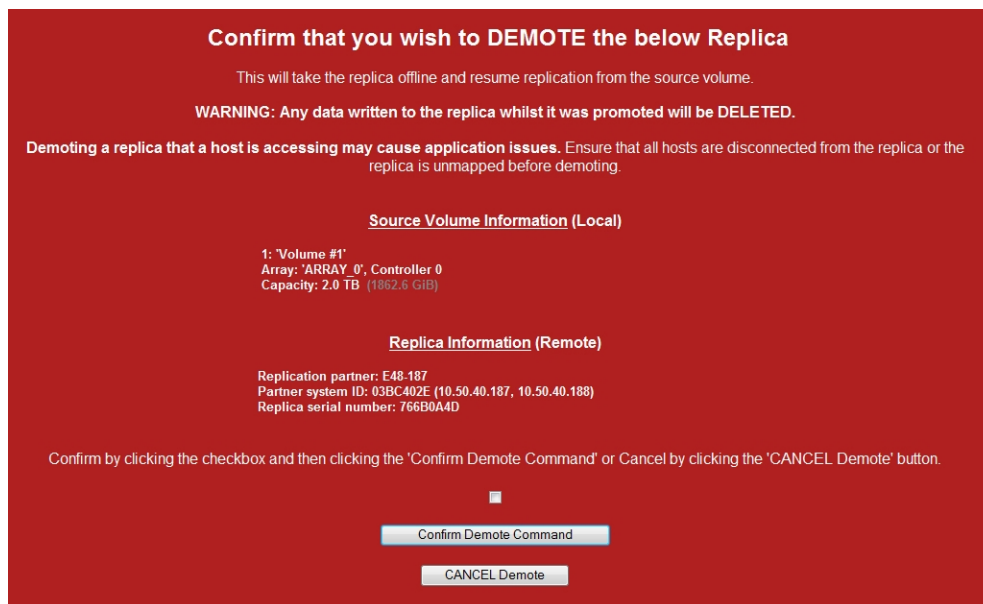 Confirm that you wish to DEMOTE the below Replica
This will take the replica offline and resume replication from the source volume.
WARNING: Any data written to the replica whilst it was promoted will be DELETED.
Demoting a replica that a host is accessing may cause application issues. Ensure that all hosts are disconnected from the replica or the
replica is unmapped before demoting.
Source Volume Information (Local)
1: 'Volume #1'
Array: 'ARRAY_0', Controller 0
Capacity: 2.0 TB (1862.6 GiB)
Replica Information (Remote)
Replication partner: E48-187
Partner system ID: 03BC402E (10.50.40.187, 10.50.40.188)
Replica serial number: 766B0A4D
Confirm by clicking the checkbox and then clicking the 'Confirm Demote Command' or Cancel by clicking the 'CANCEL Demote' button.
Confirm Demote Command
CANCEL Demote